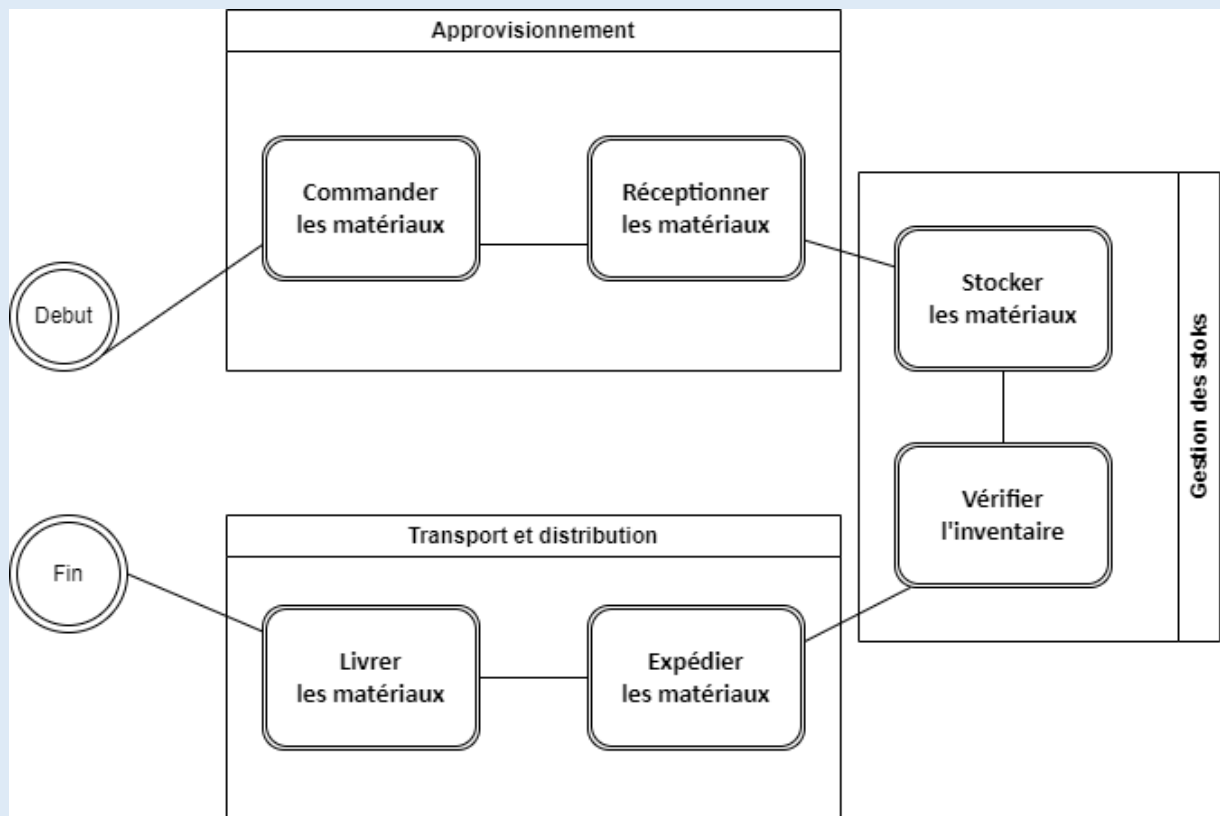 Approvisionnement
Commander
les matériaux
Réceptionner
les matériaux
Debut
Stocker
les matériaux
Gestion des stoks
Vérifier
l'inventaire
Fin
Transport et distribution
Livrer
les matériaux
Expédier
les matériaux